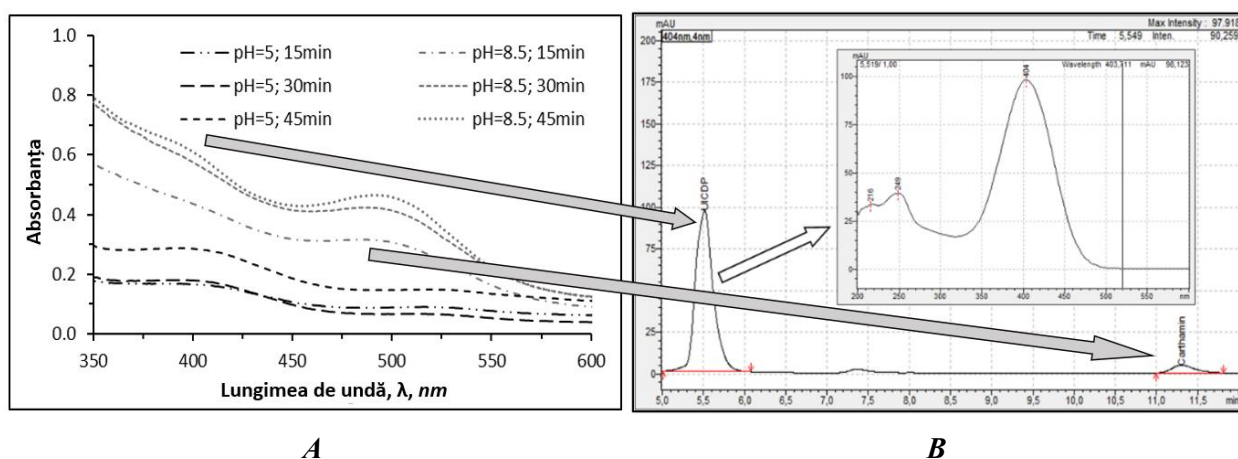 1.0
0.8
0.6
0.4
0.2
0.0
Absorbanța
pH=5; 15min
pH=8.5; 15min
pH=5; 30min
pH=8.5; 30min
pH=5; 45min
pH=8.5; 45min
350 400 450 500 550 600
Lungimea de undă, λ, nm
mAU
Max Intensity : 97.918
404nm.4nm
Time 5,549 Inten. 90,259
200
175
150
125
100
75
50
25
0
mAU
5,519/ 1,00
Wavelength 403,711 mAU 98,123
100
75
50
25
0
216
249
404
200 250 300 350 400 450 500 550 nm
Carthamin
5,0 5,5 6,0 6,5 7,0 7,5 8,0 8,5 9,0 9,5 10,0 10,5 11,0 11,5 min
A
B